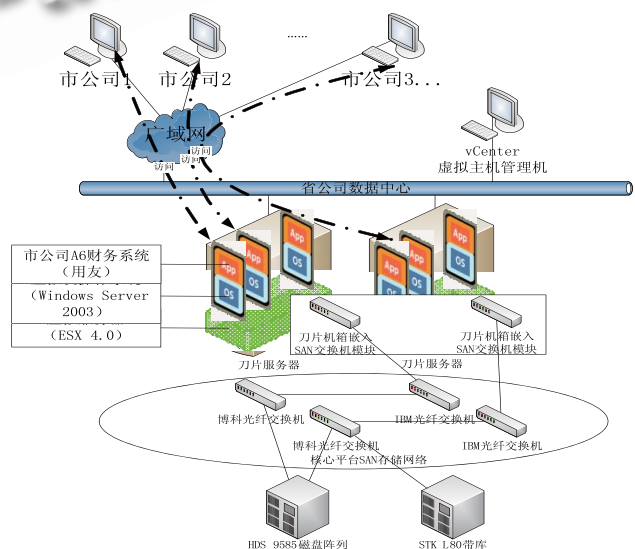 ……
市公司1
市公司2
市公司3...
广域网
访问
访问
访问
vCenter
虚拟主机管理机
省公司数据中心
App
OS
App
OS
App
OS
App
OS
App
OS
App
OS
市公司A6财务系统
（用友）
（Windows Server
2003）
（ESX 4.0）
刀片机箱嵌入
SAN交换机模块
刀片机箱嵌入
SAN交换机模块
刀片服务器
刀片服务器
博科光纤交换机
IBM光纤交换机
博科光纤交换机
IBM光纤交换机
核心平台SAN存储网络
HDS 9585磁盘阵列
STK L80带库